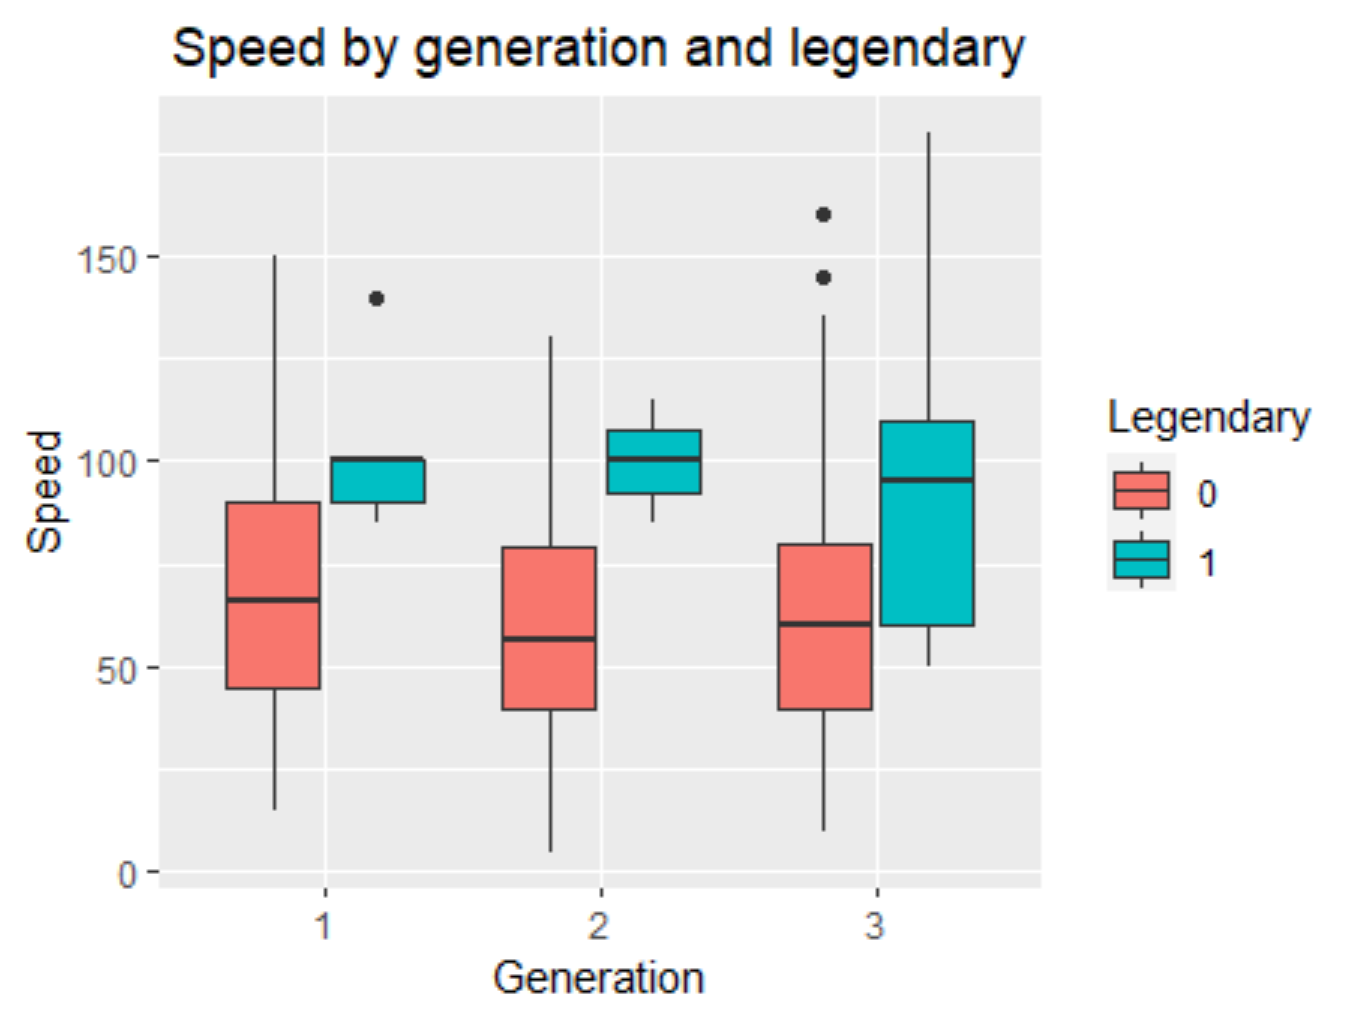 Speed by generation and legendary
Speed
150
100
50
0
1 2 3
Generation
Legendary
0
1